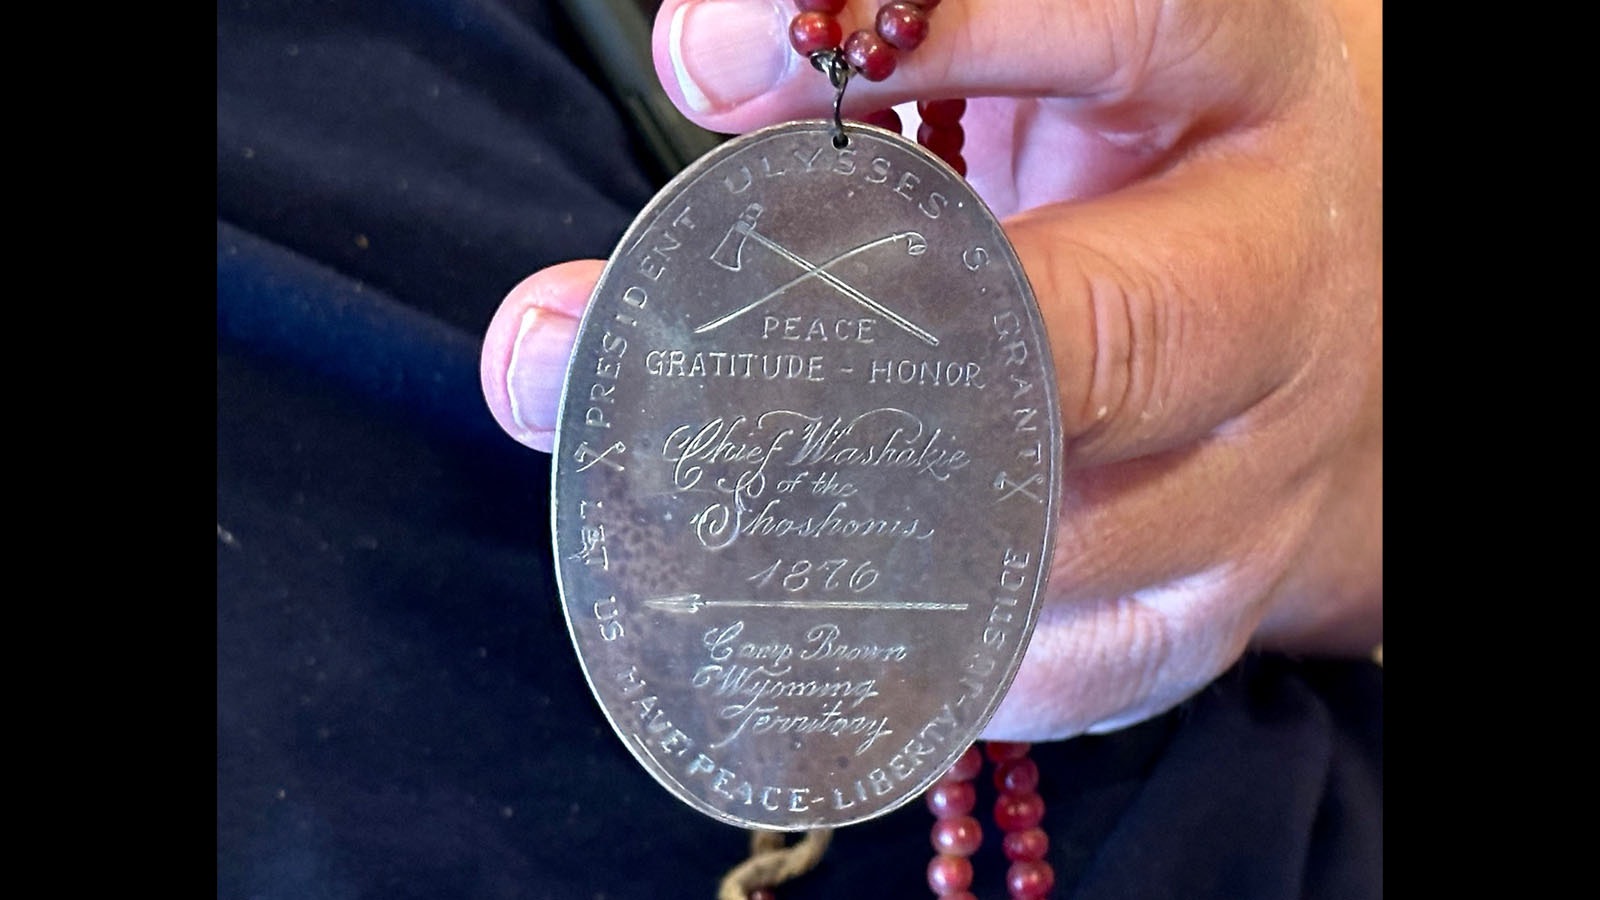 PRESIDENT ULYSSES S. GRANT
PEACE
GRATITUDE - HONOR
Chief Washakie
of the
Shoshonis
1876
Camp Brown
Wyoming
Territory
LET US HAVE PEACE - LIBERTY - JUSTICE